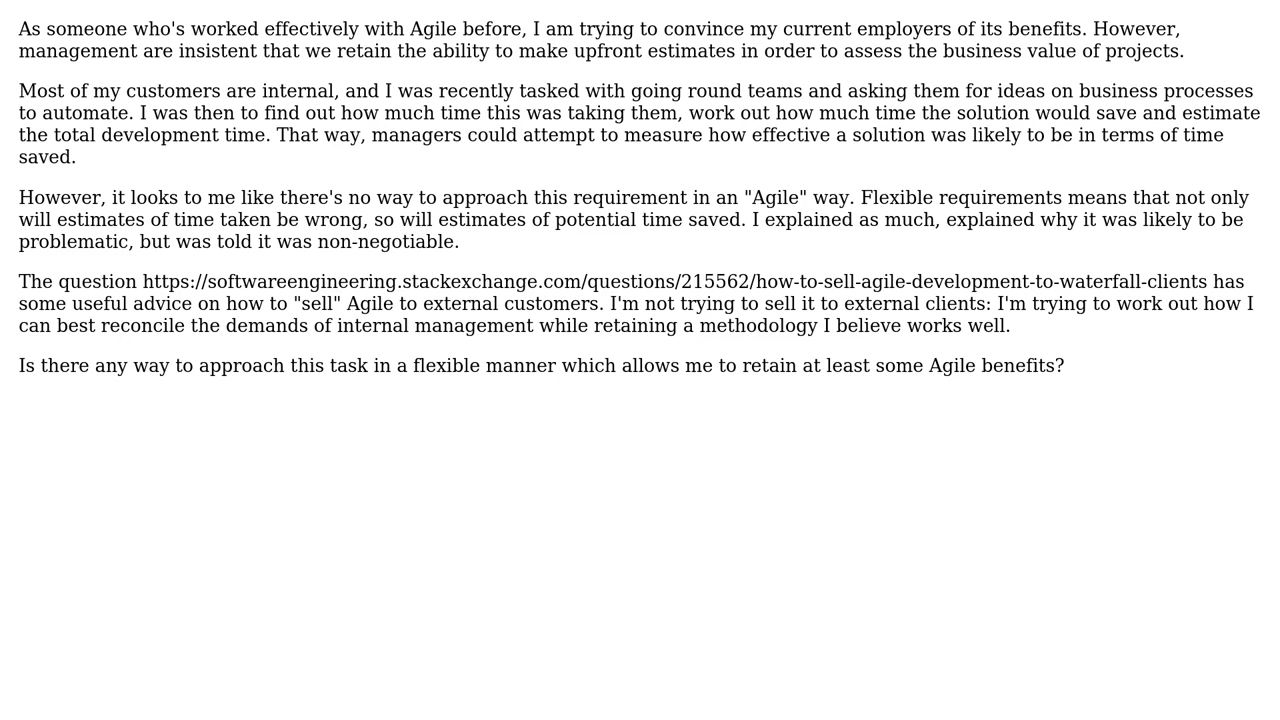 As someone who's worked effectively with Agile before, I am trying to convince my current employers of its benefits. However,
management are insistent that we retain the ability to make upfront estimates in order to assess the business value of projects.
Most of my customers are internal, and I was recently tasked with going round teams and asking them for ideas on business processes
to automate. I was then to find out how much time this was taking them, work out how much time the solution would save and estimate
the total development time. That way, managers could attempt to measure how effective a solution was likely to be in terms of time
saved.
However, it looks to me like there's no way to approach this requirement in an "Agile" way. Flexible requirements means that not only
will estimates of time taken be wrong, so will estimates of potential time saved. I explained as much, explained why it was likely to be
problematic, but was told it was non-negotiable.
The question https://softwareengineering.stackexchange.com/questions/215562/how-to-sell-agile-development-to-waterfall-clients has
some useful advice on how to "sell" Agile to external customers. I'm not trying to sell it to external clients: I'm trying to work out how I
can best reconcile the demands of internal management while retaining a methodology I believe works well.
Is there any way to approach this task in a flexible manner which allows me to retain at least some Agile benefits?